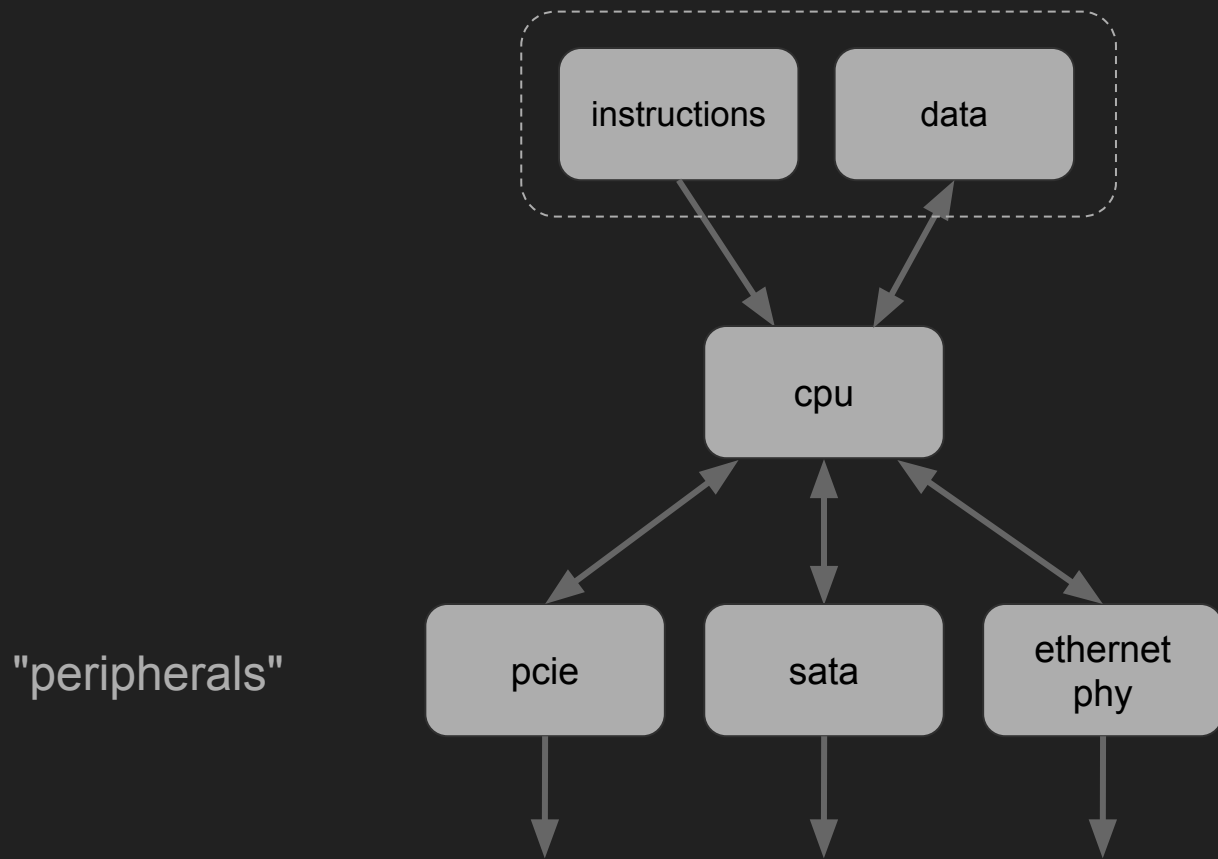 instructions
data
cpu
"peripherals"
pcie
sata
ethernet
phy